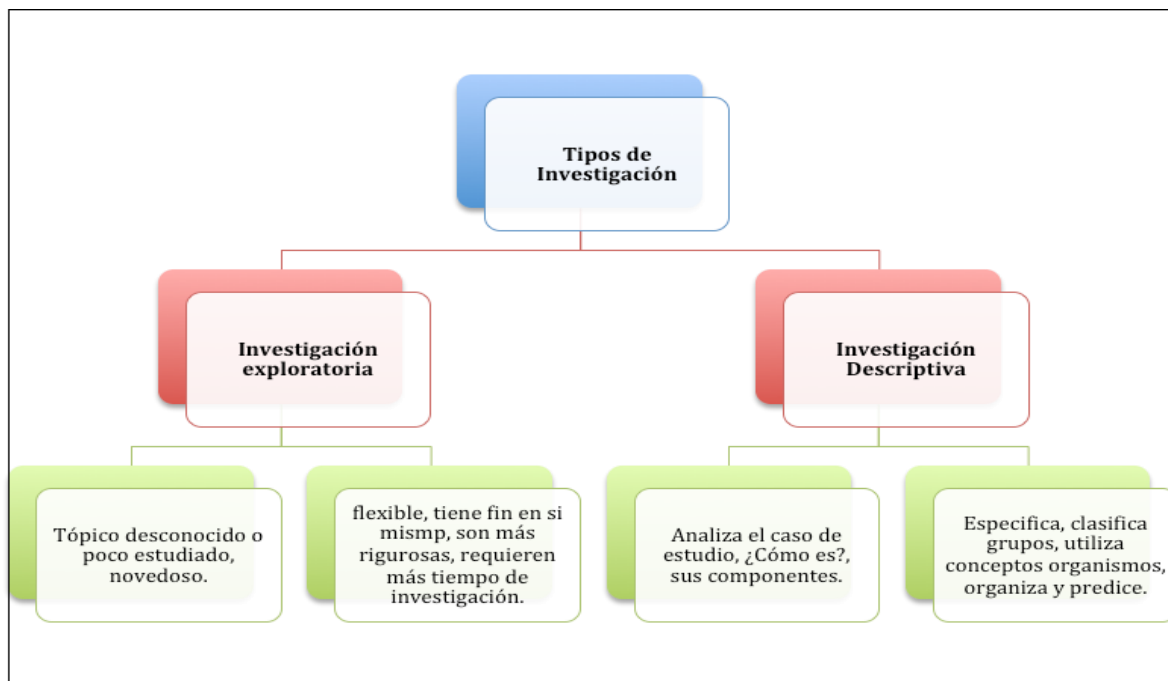 Tipos de
Investigación
Investigación
exploratoria
Investigación
Descriptiva
Tópico desconocido o
poco estudiado,
novedoso.
flexible, tiene fin en si
mismp, son más
rigurosas, requieren
más tiempo de
investigación.
Analiza el caso de
estudio, ¿Cómo es?,
sus componentes.
Especifica, clasifica
grupos, utiliza
conceptos organismos,
organiza y predice.